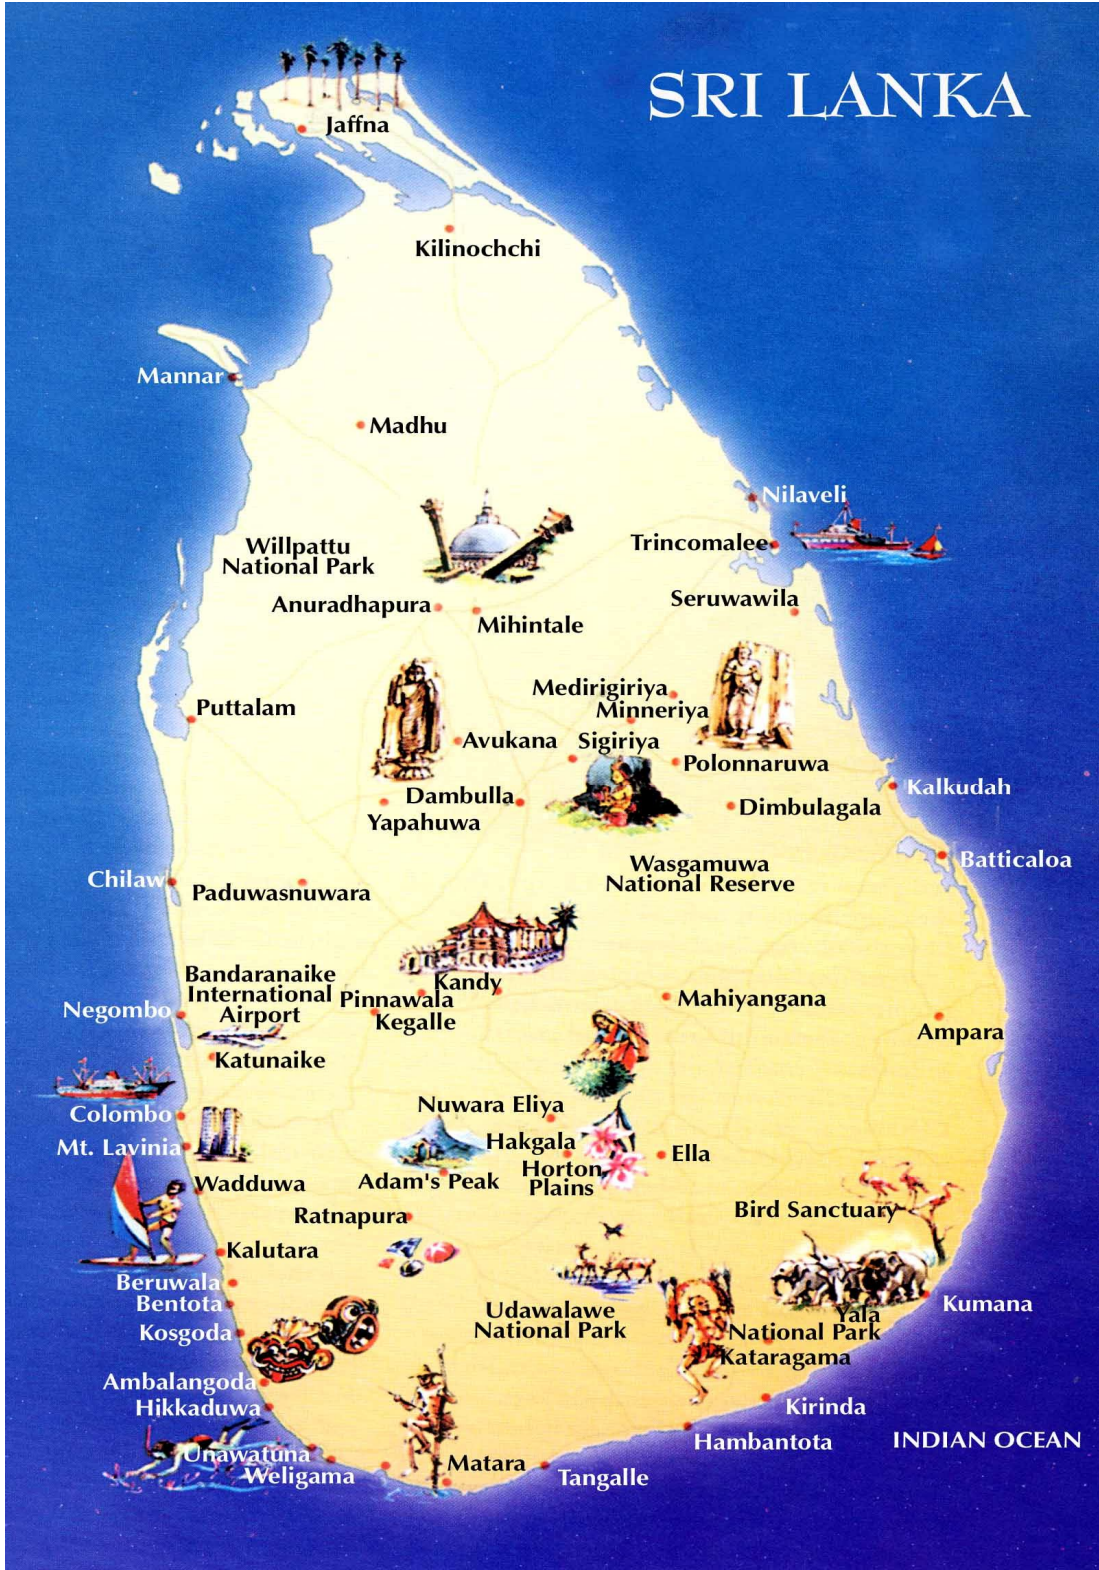 SRI LANKA
Jaffna
Kilinochchi
Mannar
Madhu
Nilaveli
Willpattu
National Park
Trincomalee
Anuradhapura
Mihintale
Seruwawila
Medirigiriya
Minneriya
Puttalam
Avukana
Sigiriya
Polonnaruwa
Kalkudah
Dambulla
Yapahuwa
Dimbulagala
Batticaloa
Wasgamuwa
National Reserve
Chilaw
Paduwasnuwara
Bandaranaike
International
Airport
Kandy
Pinnawala
Kegalle
Mahiyangana
Negombo
Ampara
Katunaike
Colombo
Nuwara Eliya
Mt. Lavinia
Hakgala
Horton
Plains
Ella
Wadduwa
Adam's Peak
Ratnapura
Bird Sanctuary
Kalutara
Beruwala
Bentota
Kosgoda
Udawalawe
National Park
Yala
National Park
Kataragama
Kumana
Ambalangoda
Hikkaduwa
Kirinda
Hambantota
INDIAN OCEAN
Unawatuna
Weligama
Matara
Tangalle